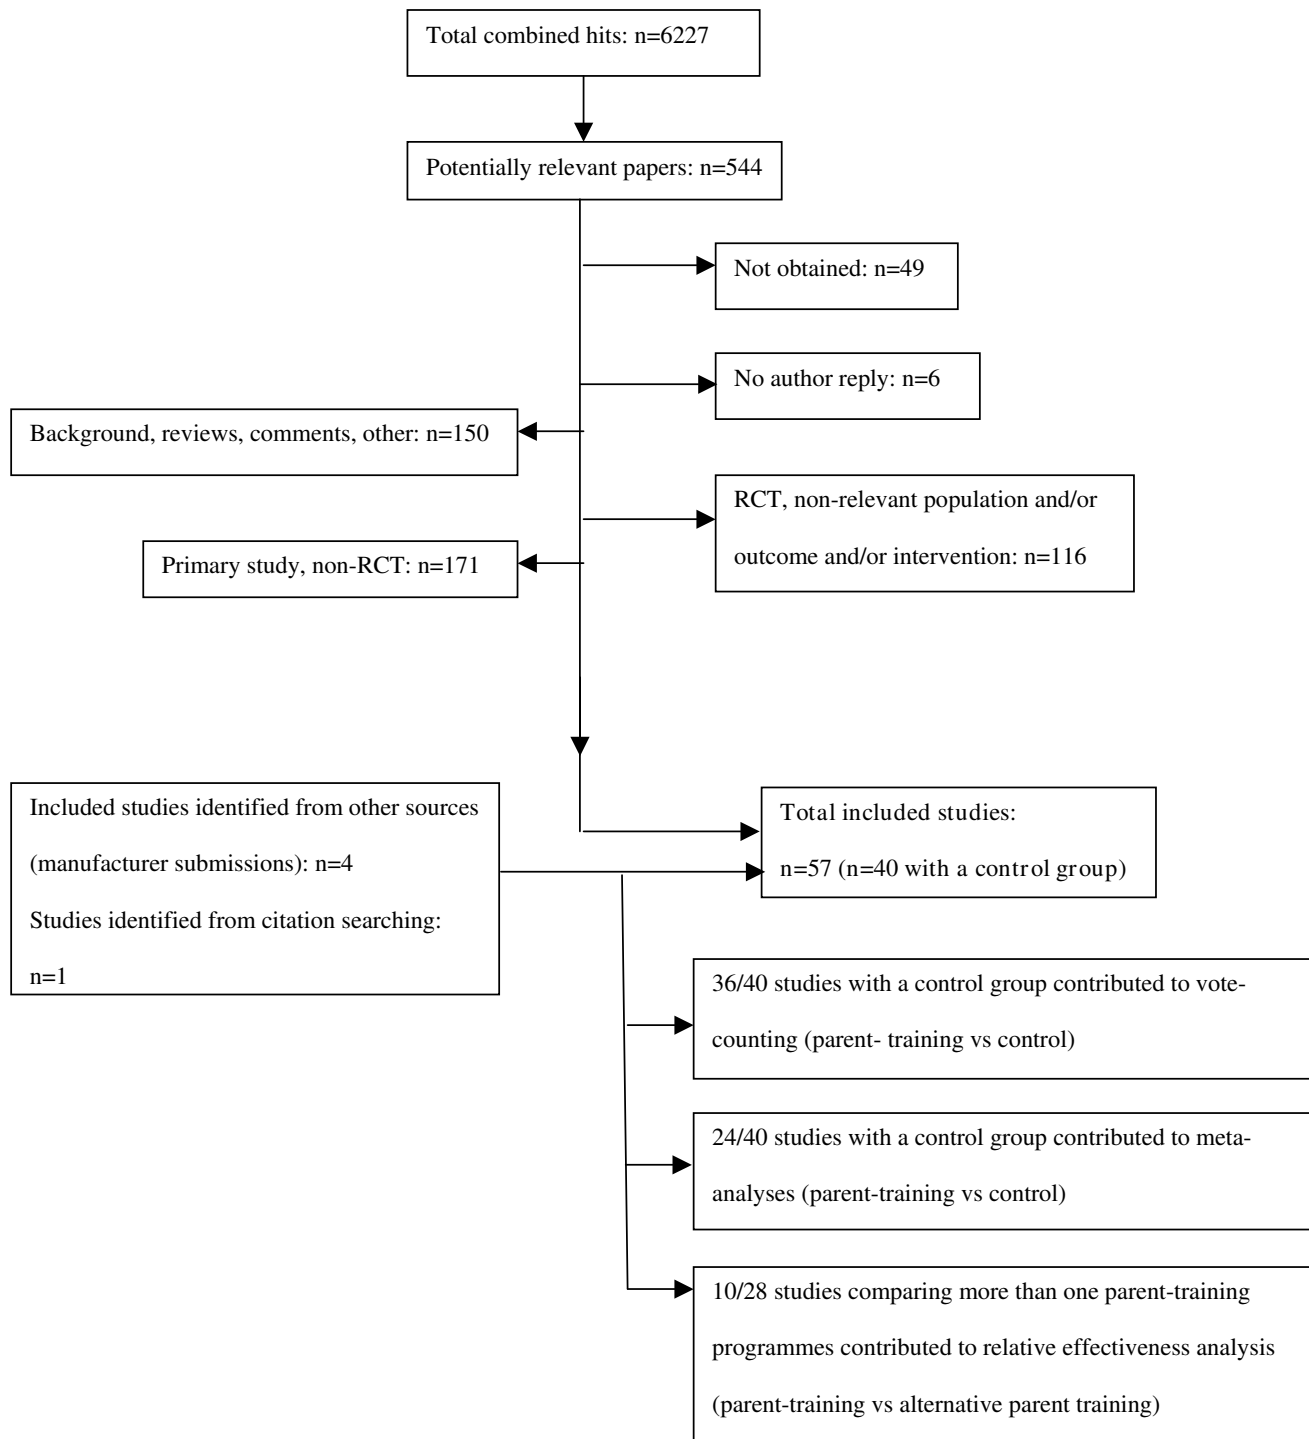 Total combined hits: n=6227
Potentially relevant papers: n=544
Not obtained: n=49
No author reply: n=6
Background, reviews, comments, other: n=150
RCT, non-relevant population and/or
outcome and/or intervention: n=116
Primary study, non-RCT: n=171
Included studies identified from other sources
(manufacturer submissions): n=4
Studies identified from citation searching:
n=1
Total included studies:
n=57 (n=40 with a control group)
36/40 studies with a control group contributed to vote-
counting (parent- training vs control)
24/40 studies with a control group contributed to meta-
analyses (parent-training vs control)
10/28 studies comparing more than one parent-training
programmes contributed to relative effectiveness analysis
(parent-training vs alternative parent training)